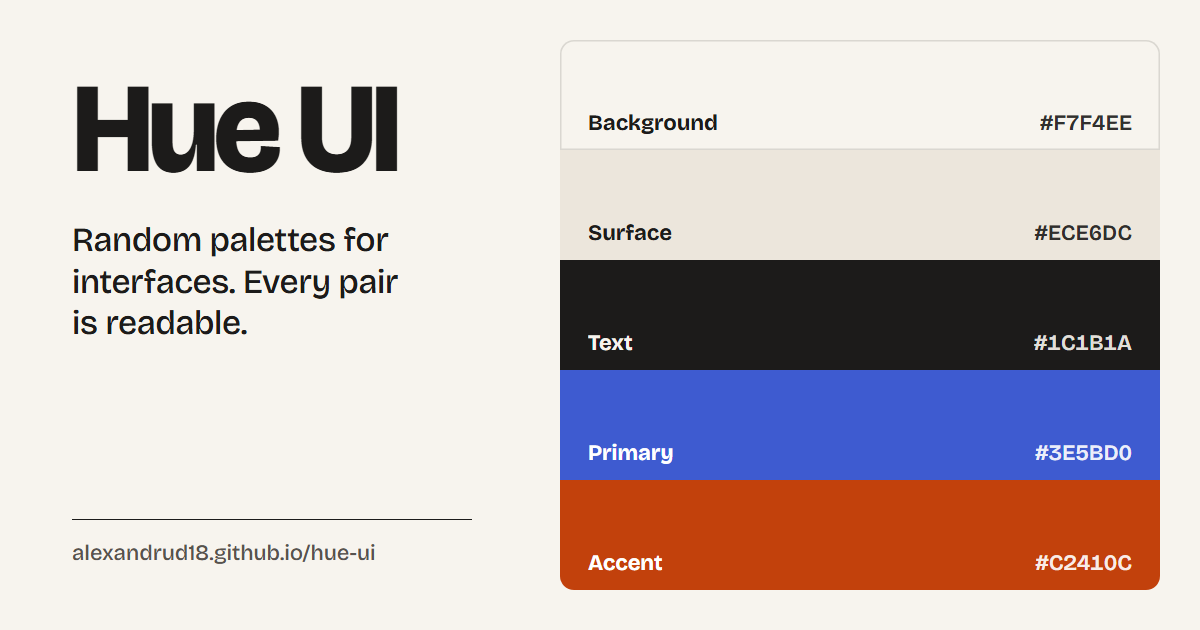 Hue UI
Random palettes for
interfaces. Every pair
is readable.
alexandrud18.github.io/hue-ui
Background #F7F4EE
Surface #ECE6DC
Text #1C1B1A
Primary #3E5BD0
Accent #C2410C